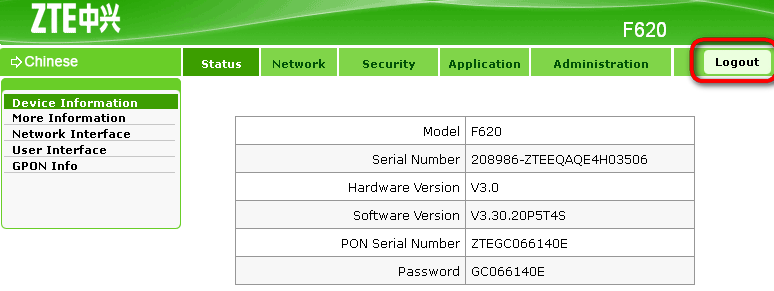 ZTE中兴
F620
Chinese
Status Network Security Application Administration Logout
Device Information
More Information
Network Interface
User Interface
GPON Info
Model F620
Serial Number 208986-ZTEEQAQE4H03506
Hardware Version V3.0
Software Version V3.30.20P5T4S
PON Serial Number ZTEGC066140E
Password GC066140E